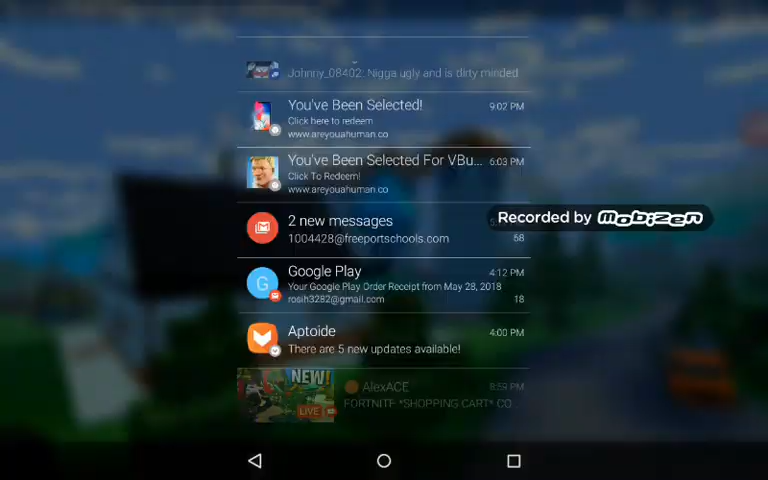 Johnny_08402: Nigga ugly and is dirty minded
You've Been Selected!
9:02 PM
Click here to redeem
www.areyouahuman.co
You've Been Selected For VBu...
6:03 PM
Click To Redeem!
www.areyouahuman.co
2 new messages
1004428@freeportschools.com
68
Recorded by mobizen
Google Play
4:12 PM
Your Google Play Order Receipt from May 28, 2018
rosih3282@gmail.com
18
Aptoide
4:00 PM
There are 5 new updates available!
NEW!
LIVE
AlexACE
8:59 PM
FORTNITE *SHOPPING CART* CO